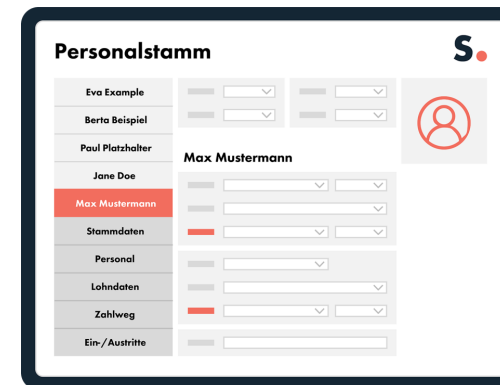 Personalstamm
S.
Eva Example
Berta Beispiel
Paul Platzhalter
Jane Doe
Max Mustermann
Stammdaten
Personal
Lohndaten
Zahlweg
Ein-/Austritte
Max Mustermann